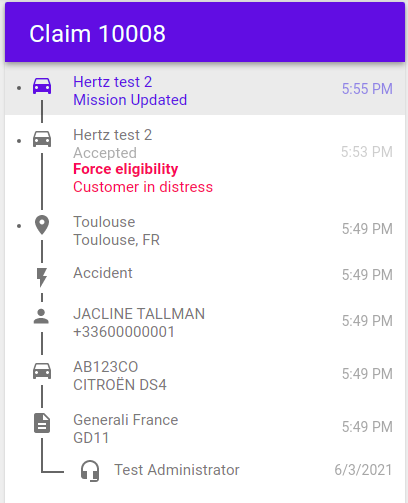 Claim 10008
Hertz test 2
Mission Updated
5:55 PM
Hertz test 2
Accepted
Force eligibility
Customer in distress
5:53 PM
Toulouse
Toulouse, FR
5:49 PM
Accident
5:49 PM
JACLINE TALLMAN
+33600000001
5:49 PM
AB123CO
CITROËN DS4
5:49 PM
Generali France
GD11
5:49 PM
Test Administrator
6/3/2021